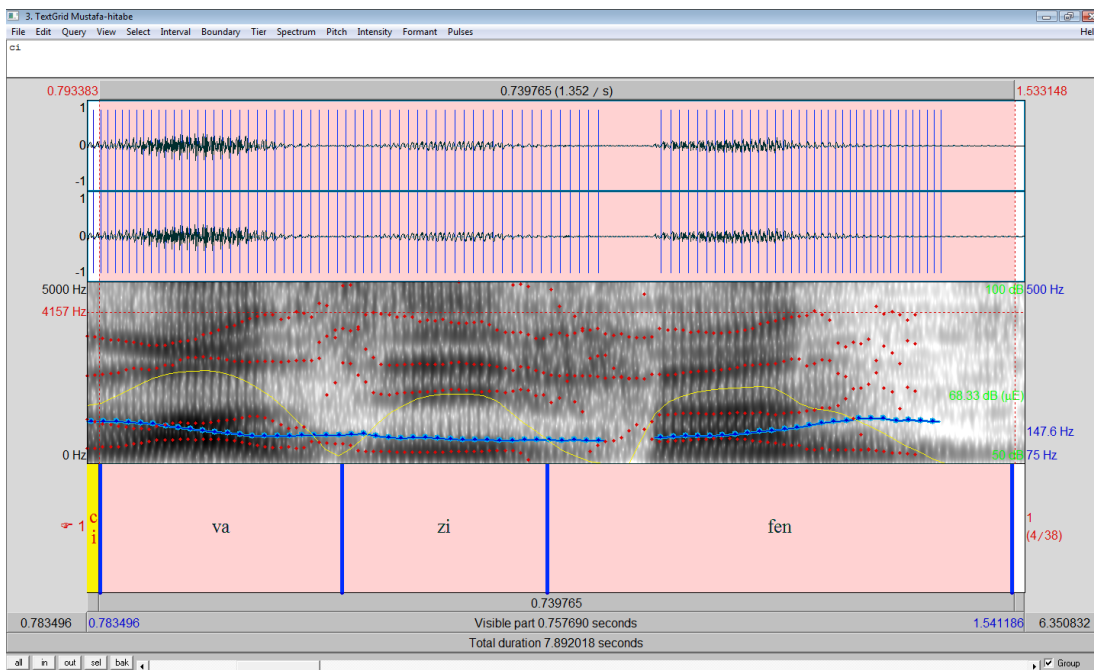 3. TextGrid Mustafa-hitabe
File Edit Query View Select Interval Boundary Tier Spectrum Pitch Intensity Formant Pulses Hel
ci
0.793383 0.739765 (1.352 / s) 1.533148
1
0
-1
1
0
-1
5000 Hz 100 dB 500 Hz
4157 Hz
68.33 dB (µE)
147.6 Hz
0 Hz 75 Hz
1 ci va zi fen 1
(4/38)
0.739765
0.783496 0.783496 Visible part 0.757690 seconds 1.541186 6.350832
Total duration 7.892018 seconds
all in out sel bak Group